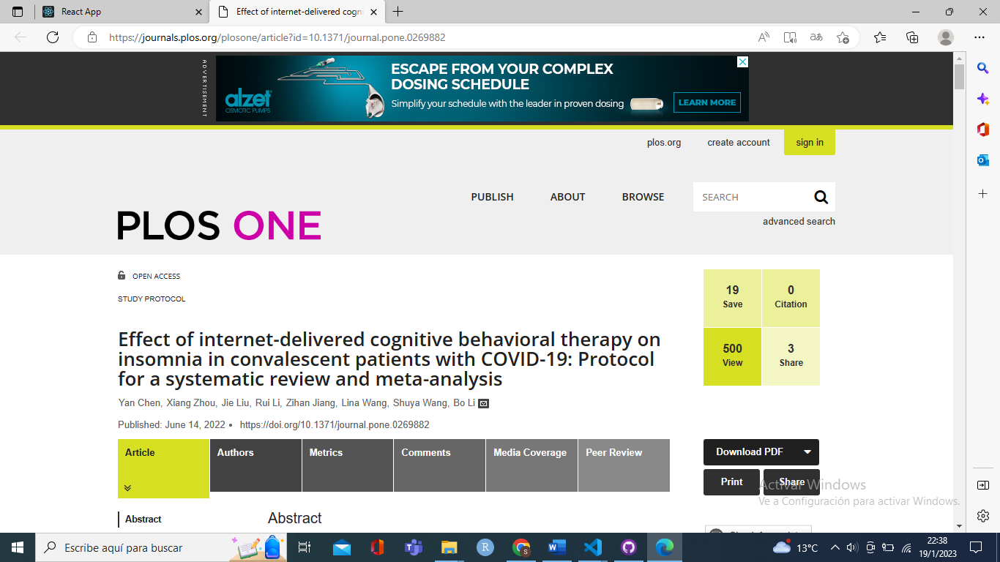 React App
Effect of internet-delivered cogn
https://journals.plos.org/plosone/article?id=10.1371/journal.pone.0269882
ADVERTISEMENT
alzet
OSMOTIC PUMPS
ESCAPE FROM YOUR COMPLEX
DOSING SCHEDULE
Simplify your schedule with the leader in proven dosing
LEARN MORE
plos.org
create account
sign in
PUBLISH
ABOUT
BROWSE
SEARCH
advanced search
PLOS ONE
OPEN ACCESS
STUDY PROTOCOL
19
Save
0
Citation
500
View
3
Share
Effect of internet-delivered cognitive behavioral therapy on
insomnia in convalescent patients with COVID-19: Protocol
for a systematic review and meta-analysis
Yan Chen, Xiang Zhou, Jie Liu, Rui Li, Zihan Jiang, Lina Wang, Shuya Wang, Bo Li
Published: June 14, 2022 • https://doi.org/10.1371/journal.pone.0269882
Article
Authors
Metrics
Comments
Media Coverage
Peer Review
Download PDF
Print
Share
Activar Windows
Ve a Configuración para activar Windows.
Abstract
Abstract
Escribe aquí para buscar
13°C
22:38
19/1/2023